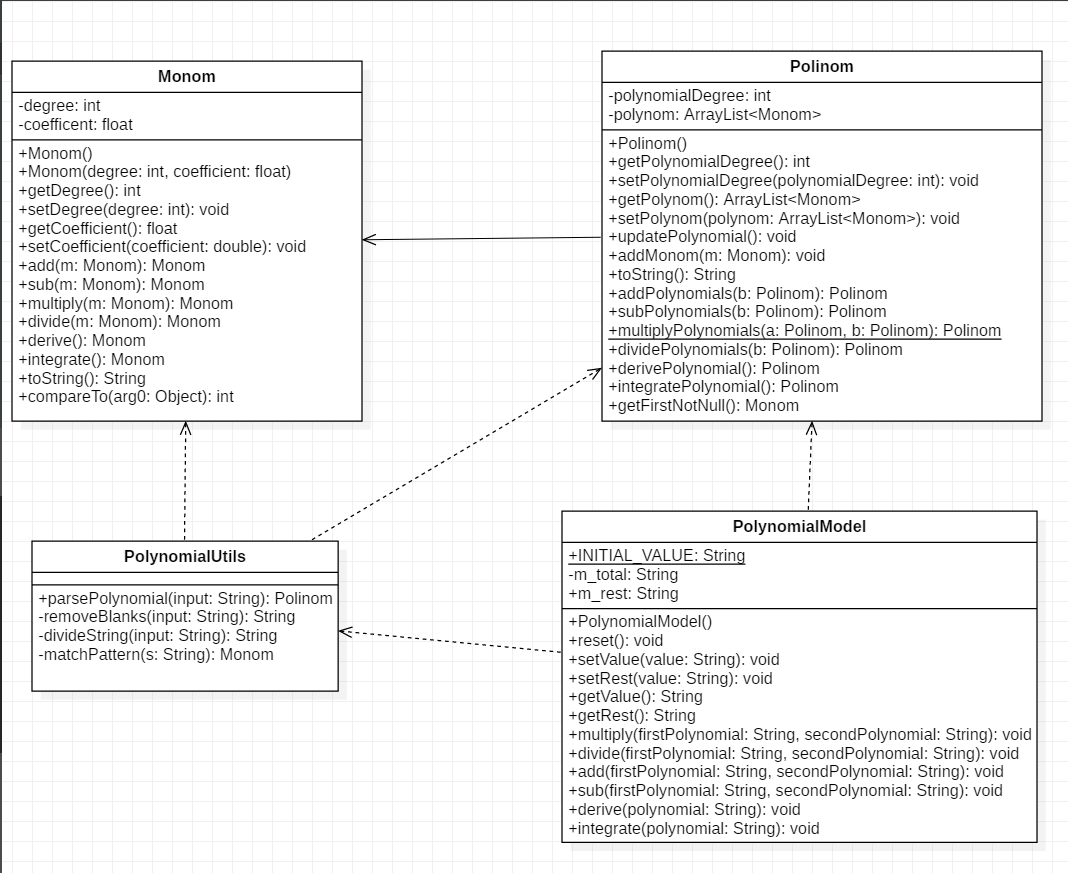 Monom
-degree: int
-coefficent: float
+Monom()
+Monom(degree: int, coefficient: float)
+getDegree(): int
+setDegree(degree: int): void
+getCoefficient(): float
+setCoefficient(coefficient: double): void
+add(m: Monom): Monom
+sub(m: Monom): Monom
+multiply(m: Monom): Monom
+divide(m: Monom): Monom
+derive(): Monom
+integrate(): Monom
+toString(): String
+compareTo(arg0: Object): int
Polinom
-polynomialDegree: int
-polynom: ArrayList<Monom>
+Polinom()
+getPolynomialDegree(): int
+setPolynomialDegree(polynomialDegree: int): void
+getPolynom(): ArrayList<Monom>
+setPolynom(polynom: ArrayList<Monom>): void
+updatePolynomial(): void
+addMonom(m: Monom): void
+toString(): String
+addPolynomials(b: Polinom): Polinom
+subPolynomials(b: Polinom): Polinom
+multiplyPolynomials(a: Polinom, b: Polinom): Polinom
+dividePolynomials(b: Polinom): Polinom
+derivePolynomial(): Polinom
+integratePolynomial(): Polinom
+getFirstNotNull(): Monom
PolynomialUtils
+parsePolynomial(input: String): Polinom
-removeBlanks(input: String): String
-divideString(input: String): String
-matchPattern(s: String): Monom
PolynomialModel
+INITIAL_VALUE: String
-m_total: String
+m_rest: String
+PolynomialModel()
+reset(): void
+setValue(value: String): void
+setRest(value: String): void
+getValue(): String
+getRest(): String
+multiply(firstPolynomial: String, secondPolynomial: String): void
+divide(firstPolynomial: String, secondPolynomial: String): void
+add(firstPolynomial: String, secondPolynomial: String): void
+sub(firstPolynomial: String, secondPolynomial: String): void
+derive(polynomial: String): void
+integrate(polynomial: String): void